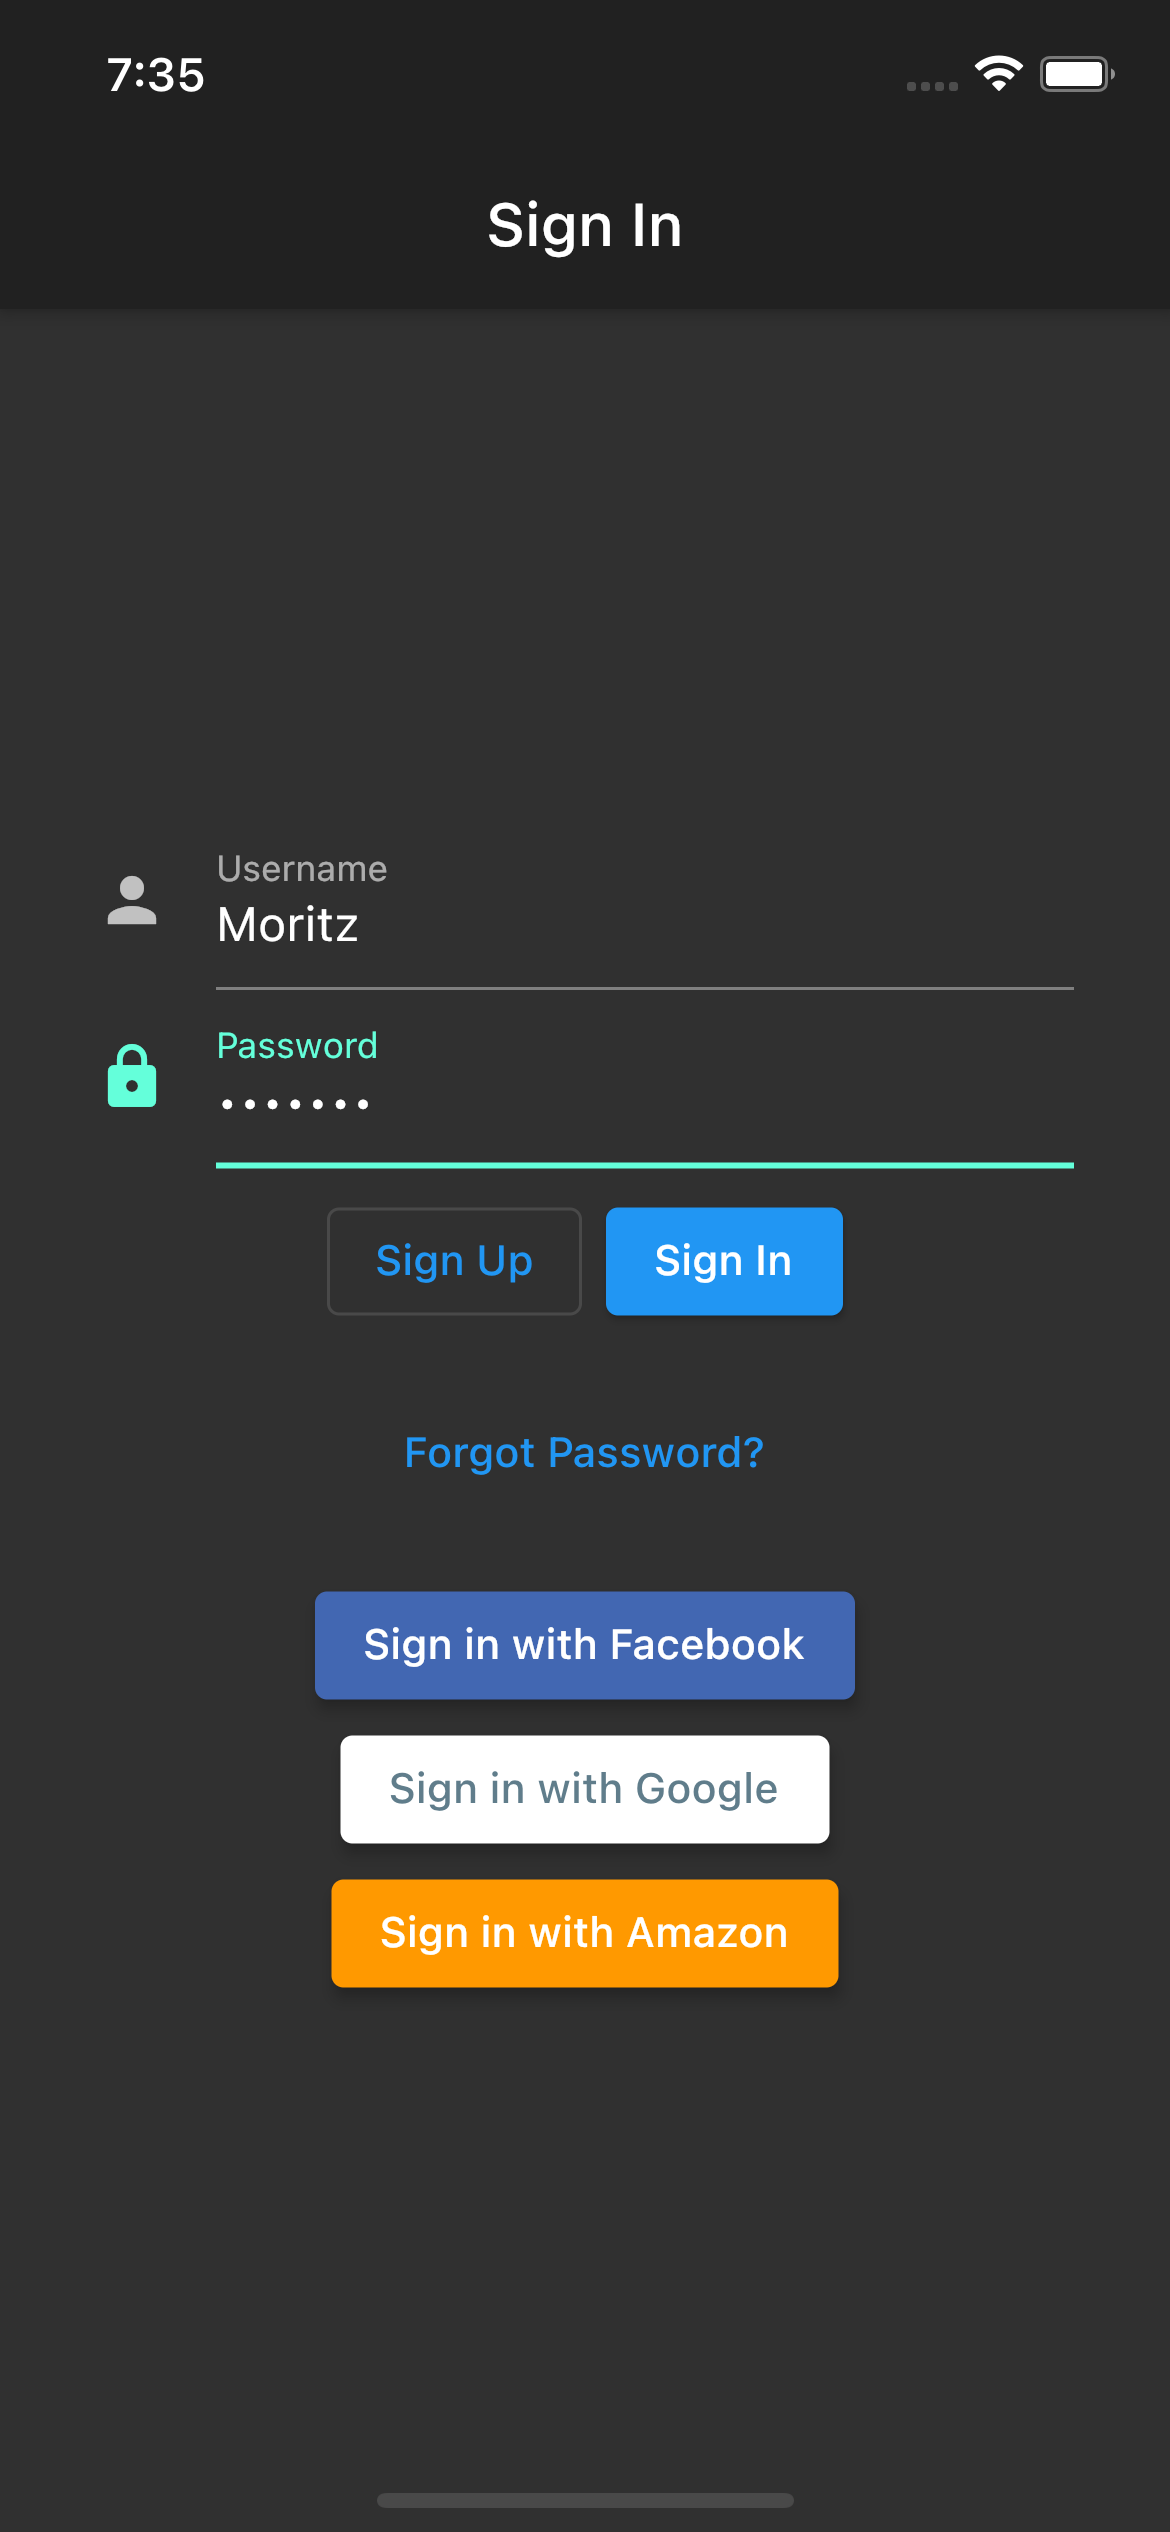 7:35
Sign In
Username
Moritz
Password
•••••••
Sign Up
Sign In
Forgot Password?
Sign in with Facebook
Sign in with Google
Sign in with Amazon